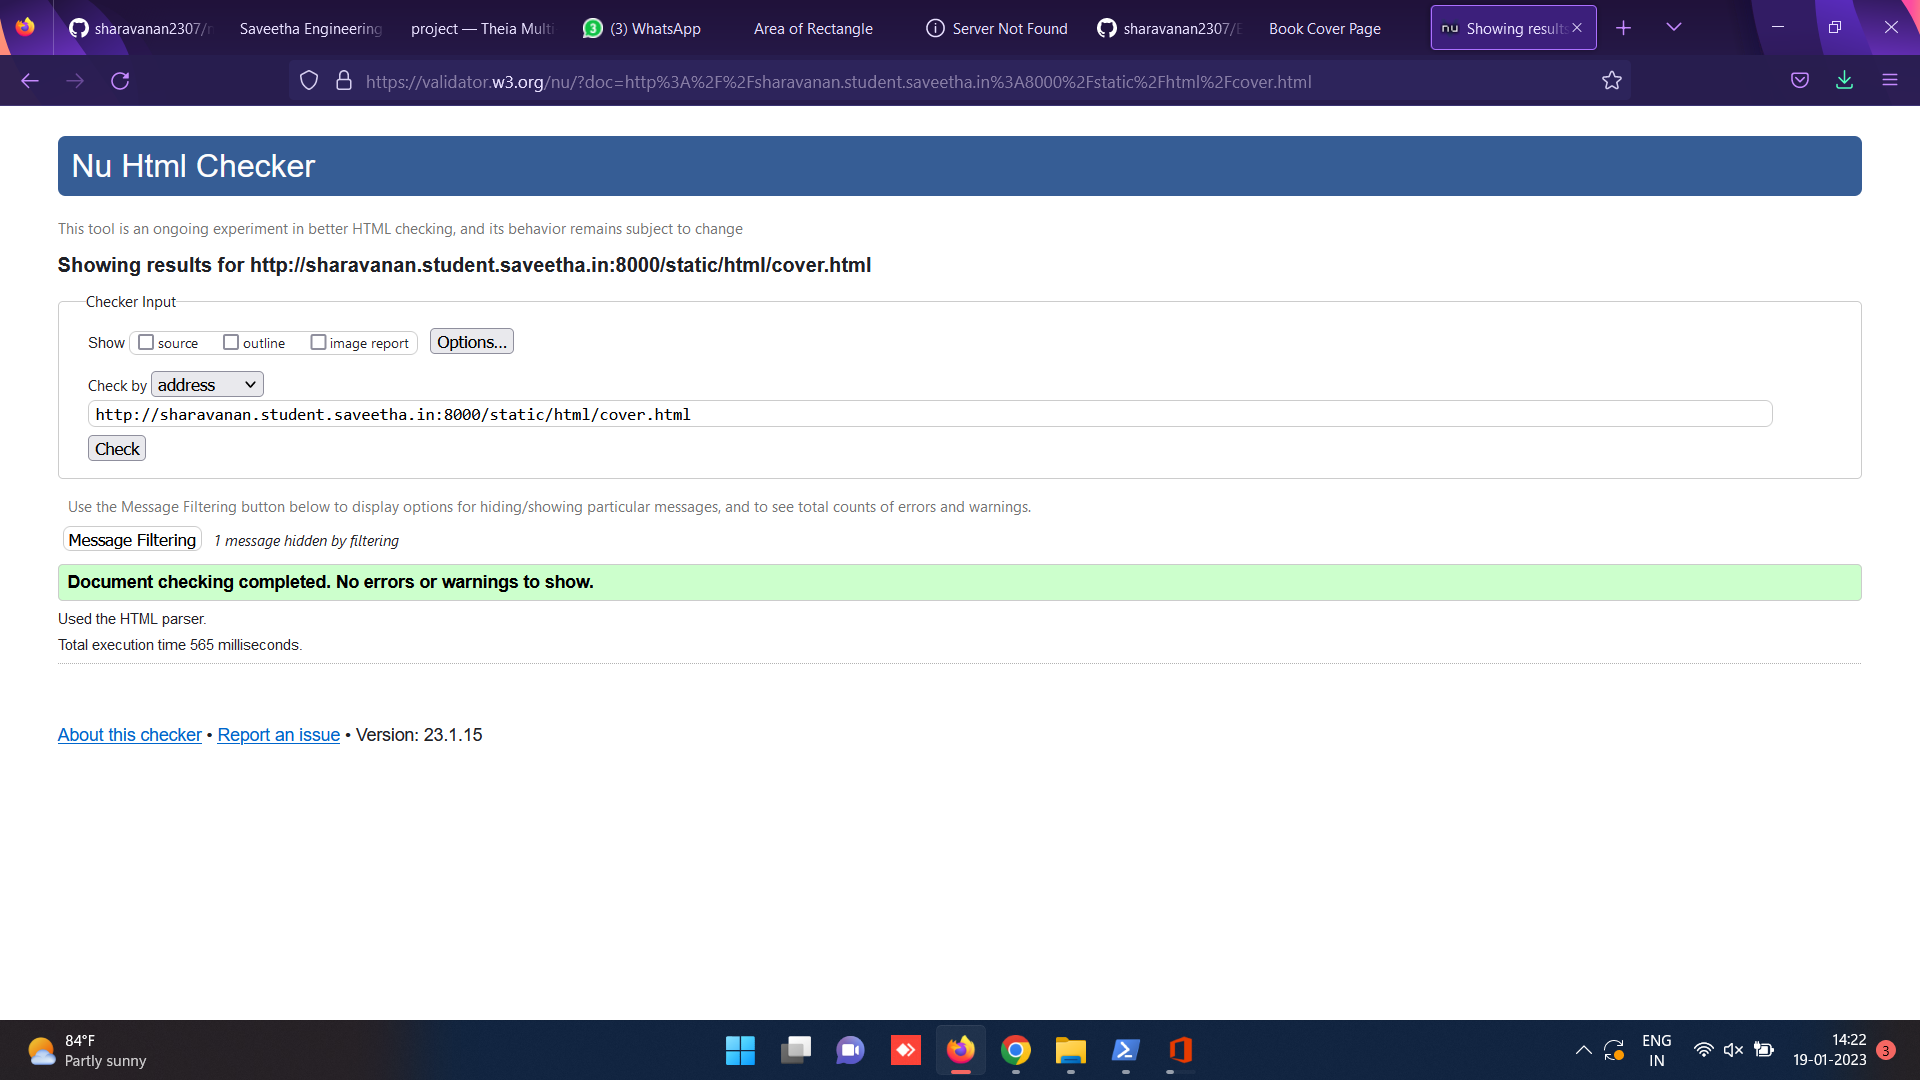 sharavanan2307/
Saveetha Engineering
project — Theia Multi
(3) WhatsApp
Area of Rectangle
Server Not Found
sharavanan2307/E
Book Cover Page
nu Showing results
https://validator.w3.org/nu/?doc=http%3A%2F%2Fsharavanan.student.saveetha.in%3A8000%2Fstatic%2Fhtml%2Fcover.html
Nu Html Checker
This tool is an ongoing experiment in better HTML checking, and its behavior remains subject to change
Showing results for http://sharavanan.student.saveetha.in:8000/static/html/cover.html
Checker Input
Show source outline image report Options...
Check by address
http://sharavanan.student.saveetha.in:8000/static/html/cover.html
Check
Use the Message Filtering button below to display options for hiding/showing particular messages, and to see total counts of errors and warnings.
Message Filtering 1 message hidden by filtering
Document checking completed. No errors or warnings to show.
Used the HTML parser.
Total execution time 565 milliseconds.
About this checker • Report an issue • Version: 23.1.15
84°F
Partly sunny
ENG
IN
14:22
19-01-2023
3